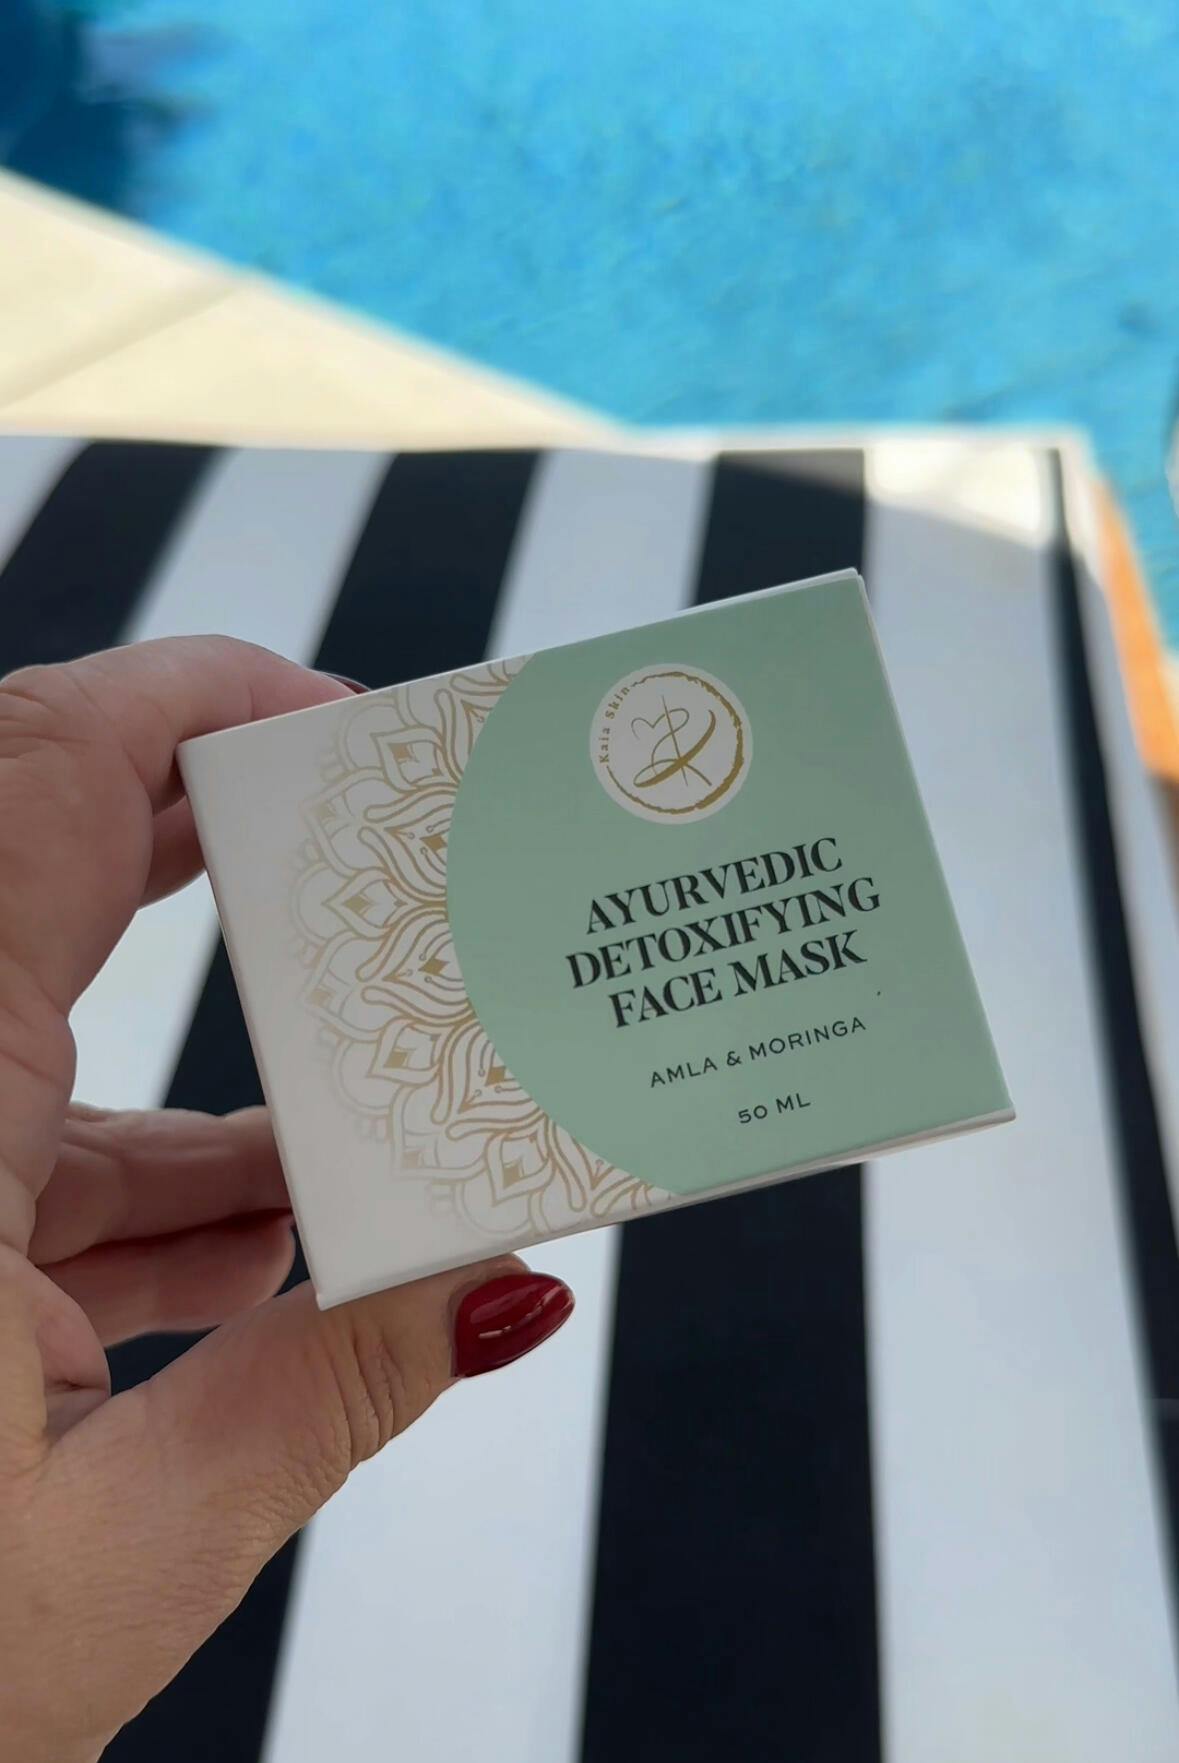 Kaia Skin
AYURVEDIC
DETOXIFYING
FACE MASK
AMLA & MORINGA
50 ML